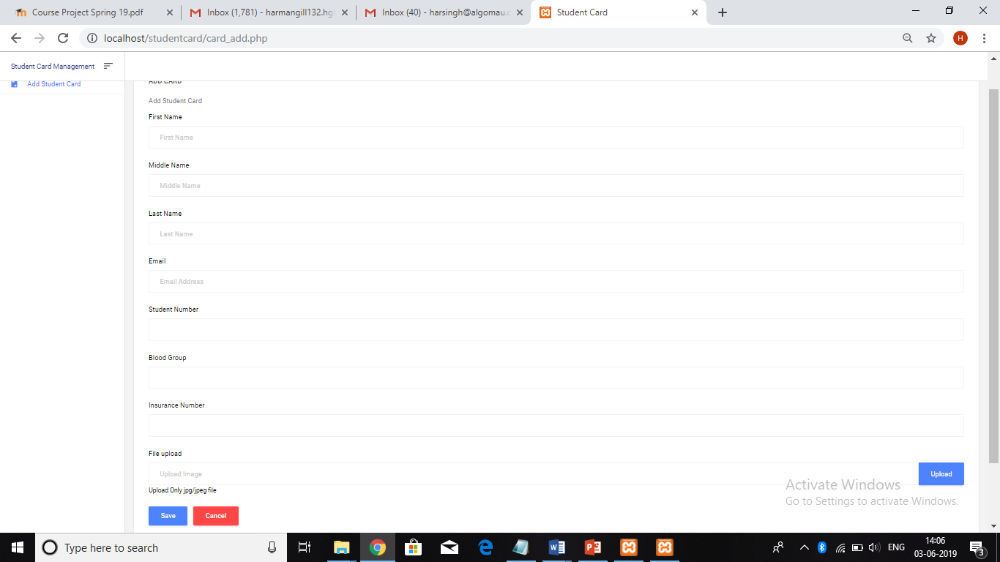 Course Project Spring 19.pdf
Inbox (1,781) - harmangill132.hg
Inbox (40) - harsingh@algomau.c
Student Card
localhost/studentcard/card_add.php
H
Student Card Management
Add Student Card
ADD CARD
Add Student Card
First Name
First Name
Middle Name
Middle Name
Last Name
Last Name
Email
Email Address
Student Number
Blood Group
Insurance Number
File upload
Upload Image
Upload
Upload Only jpg/jpeg file
Activate Windows
Go to Settings to activate Windows.
Save
Cancel
Type here to search
ENG
14:06
03-06-2019
3